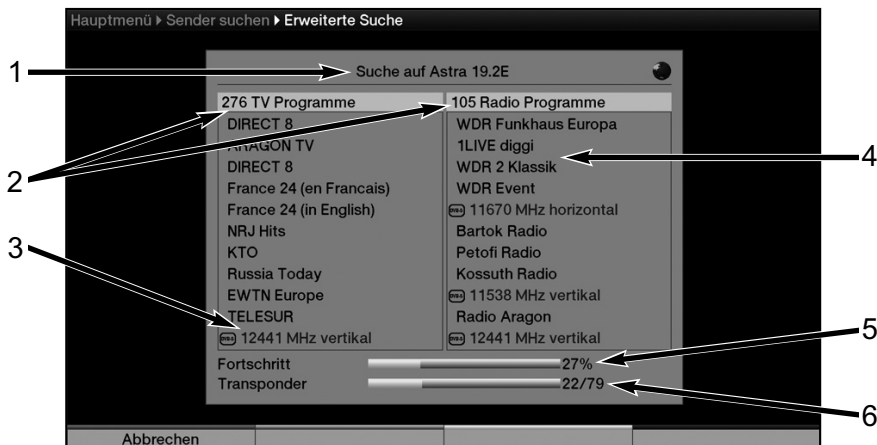 Hauptmenü ▸ Sender suchen ▸ Erweiterte Suche
1
Suche auf Astra 19.2E
276 TV Programme
DIRECT 8
ARAGON TV
DIRECT 8
France 24 (en Francais)
France 24 (in English)
NRJ Hits
KTO
Russia Today
EWTN Europe
TELESUR
DVB-S 12441 MHz vertikal
105 Radio Programme
WDR Funkhaus Europa
1LIVE diggi
WDR 2 Klassik
WDR Event
DVB-S 11670 MHz horizontal
Bartok Radio
Petofi Radio
Kossuth Radio
DVB-S 11538 MHz vertikal
Radio Aragon
DVB-S 12441 MHz vertikal
2
3
4
Fortschritt 27%
5
Transponder 22/79
6
Abbrechen